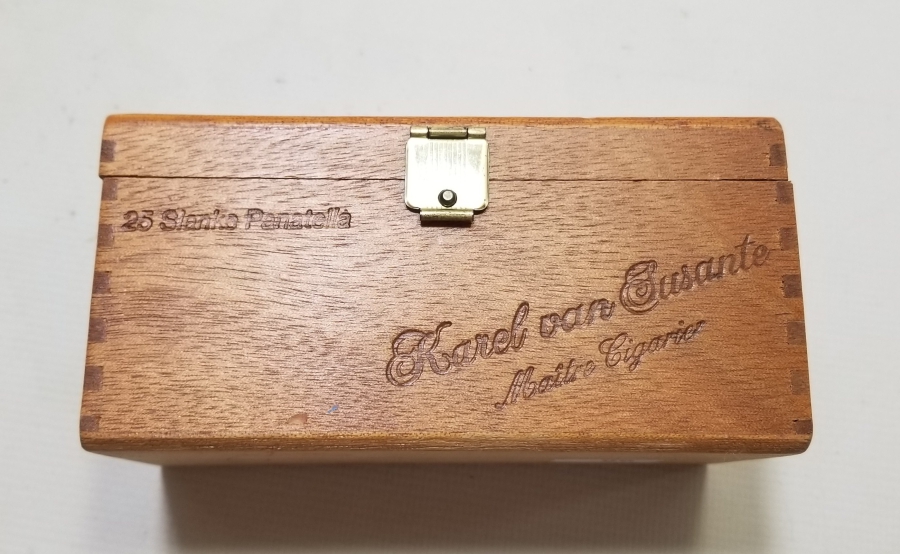 25 Slanke Panatella
Karel van Susante
Maître Cigarier